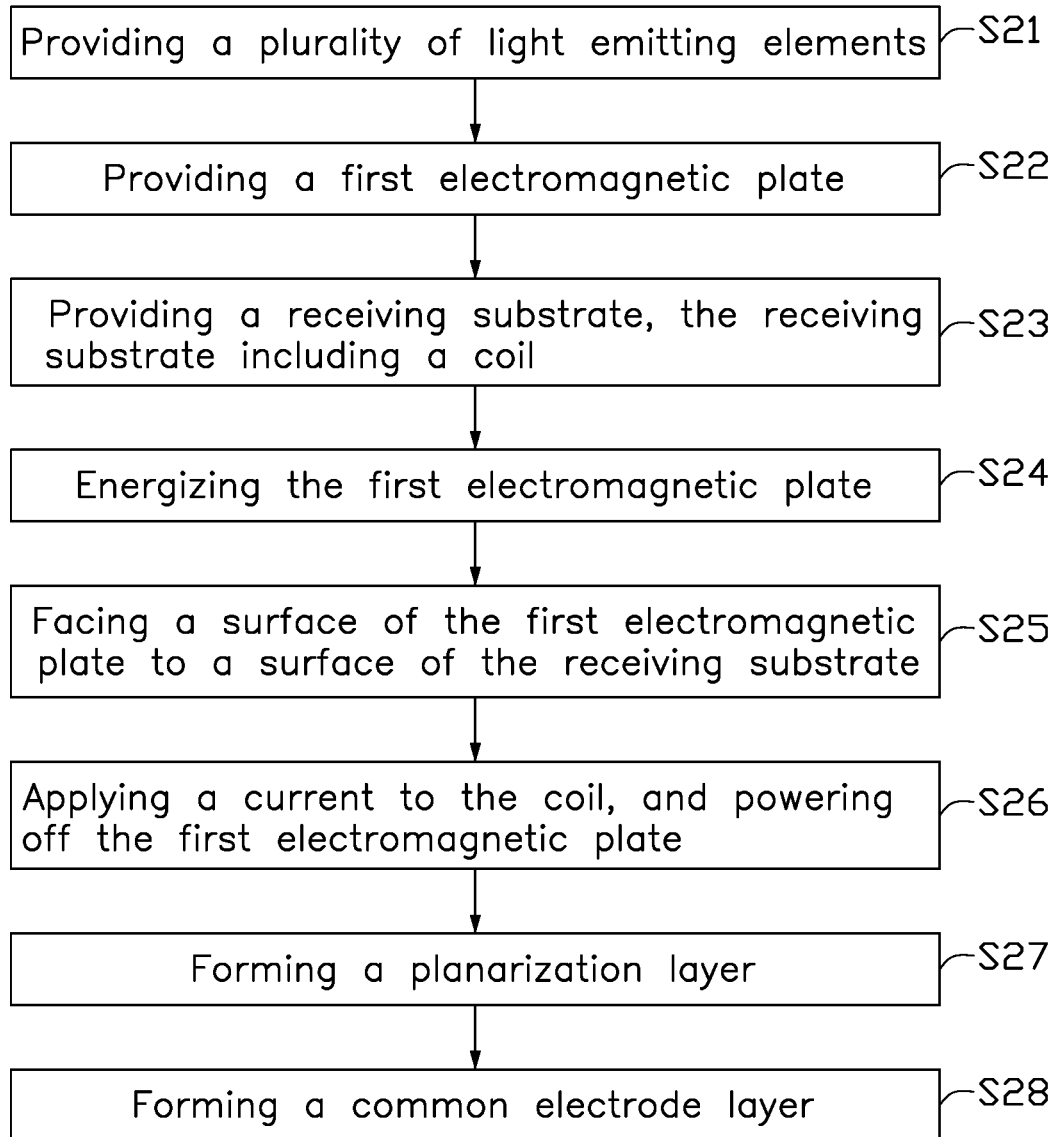 Providing a plurality of light emitting elements
S21
Providing a first electromagnetic plate
S22
Providing a receiving substrate, the receiving
substrate including a coil
S23
Energizing the first electromagnetic plate
S24
Facing a surface of the first electromagnetic
plate to a surface of the receiving substrate
S25
Applying a current to the coil, and powering
off the first electromagnetic plate
S26
Forming a planarization layer
S27
Forming a common electrode layer
S28